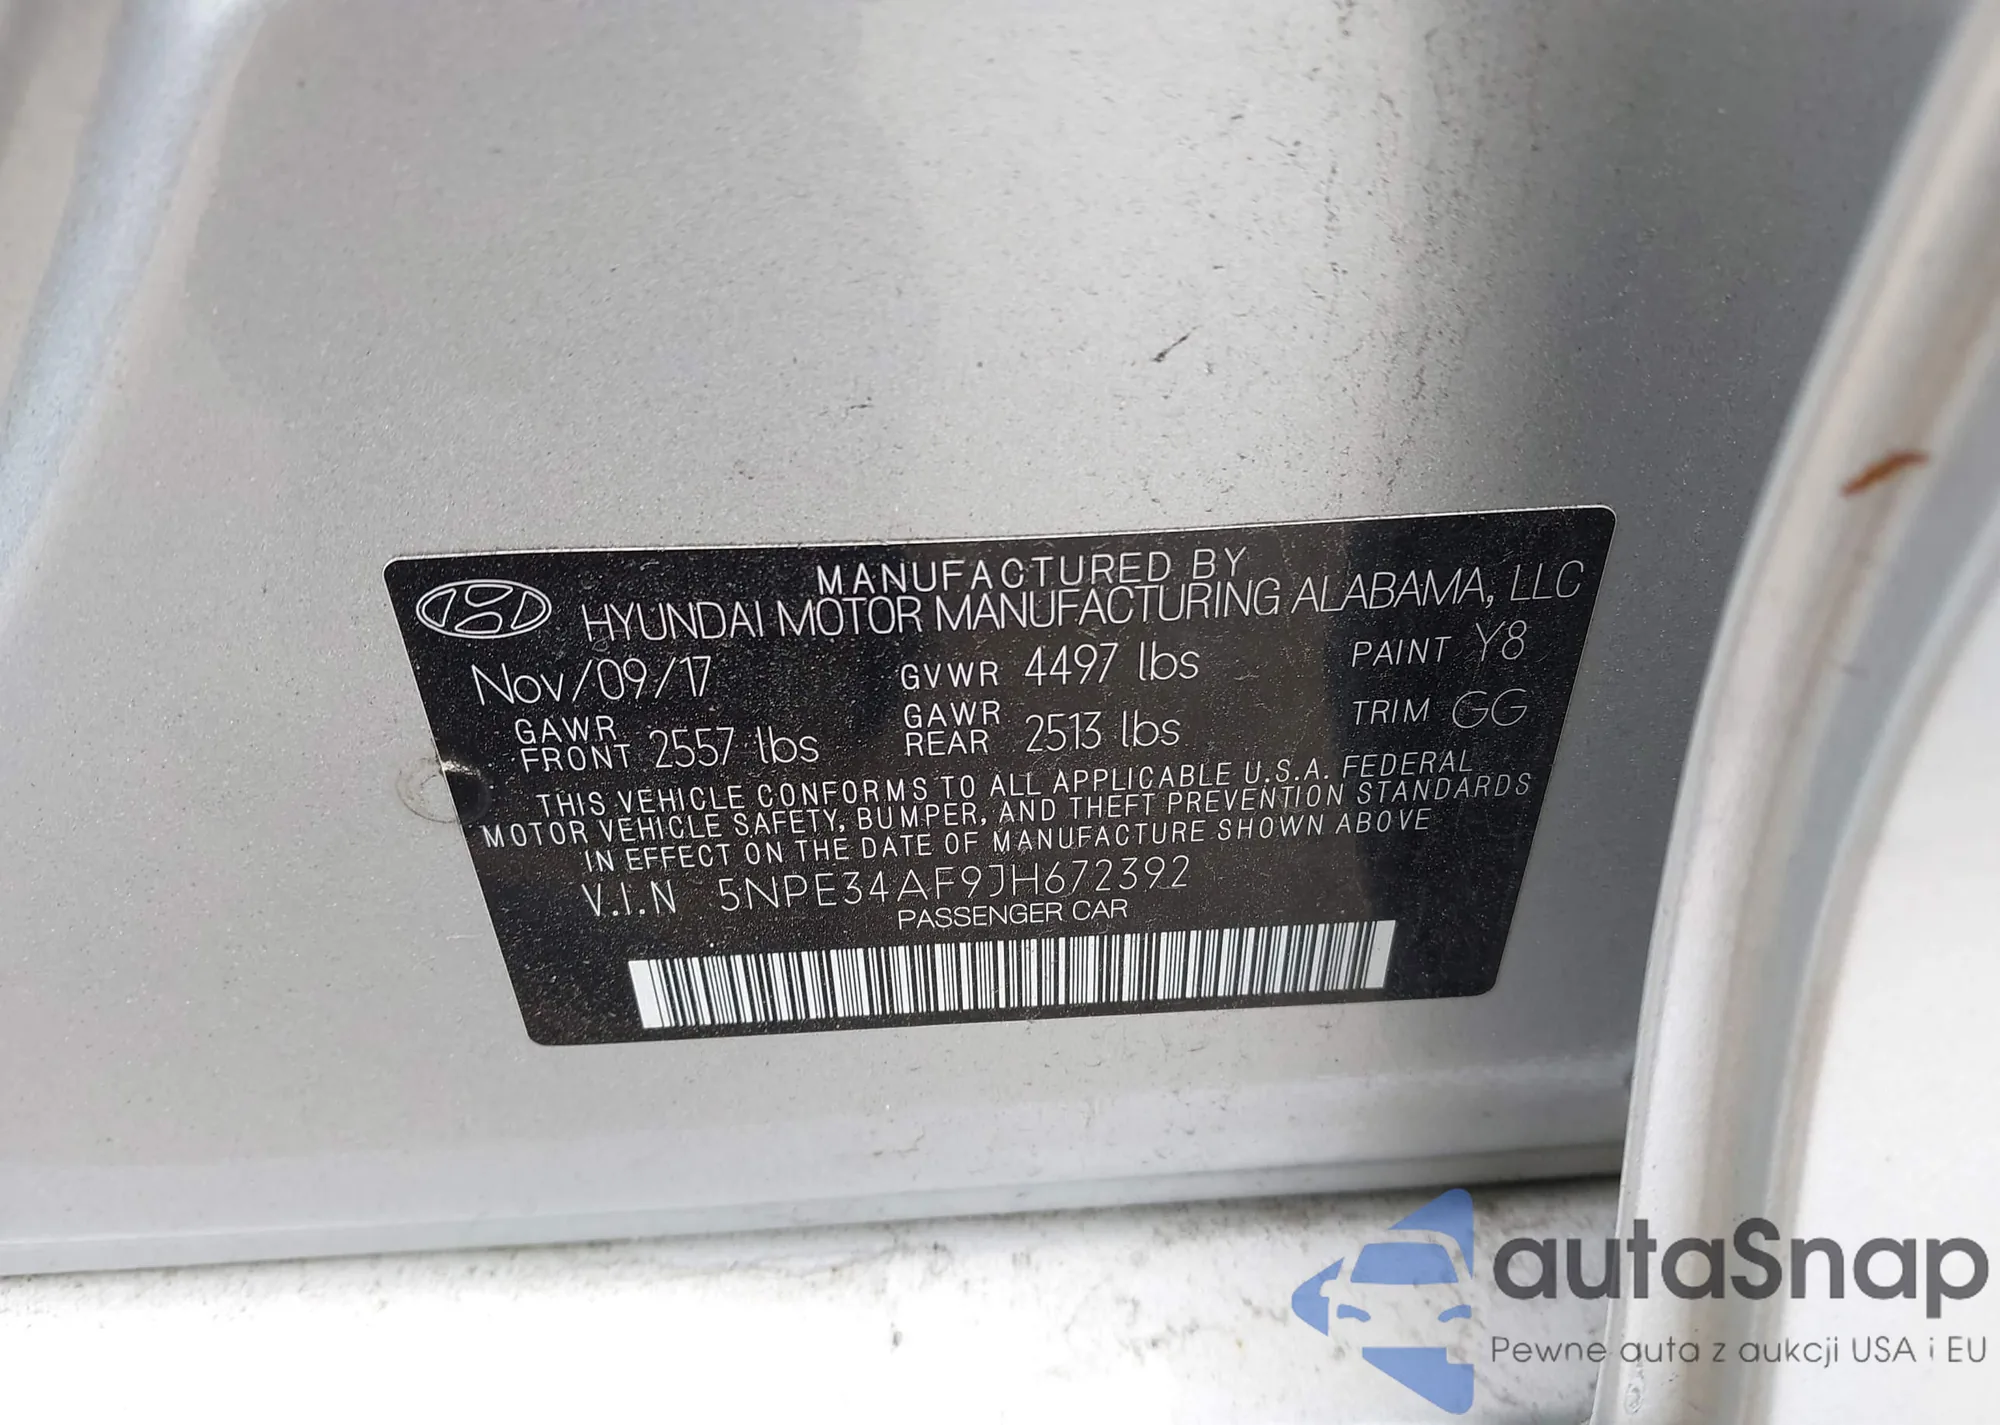 MANUFACTURED BY
HYUNDAI MOTOR MANUFACTURING ALABAMA, LLC
Nov/09/17 GVWR 4497 lbs PAINT Y8
GAWR FRONT 2557 lbs GAWR REAR 2513 lbs TRIM GG
THIS VEHICLE CONFORMS TO ALL APPLICABLE U.S.A. FEDERAL
MOTOR VEHICLE SAFETY, BUMPER, AND THEFT PREVENTION STANDARDS
IN EFFECT ON THE DATE OF MANUFACTURE SHOWN ABOVE
V.I.N 5NPE34AF9JH672392
PASSENGER CAR
autaSnap
Pewne auta z aukcji USA i EU